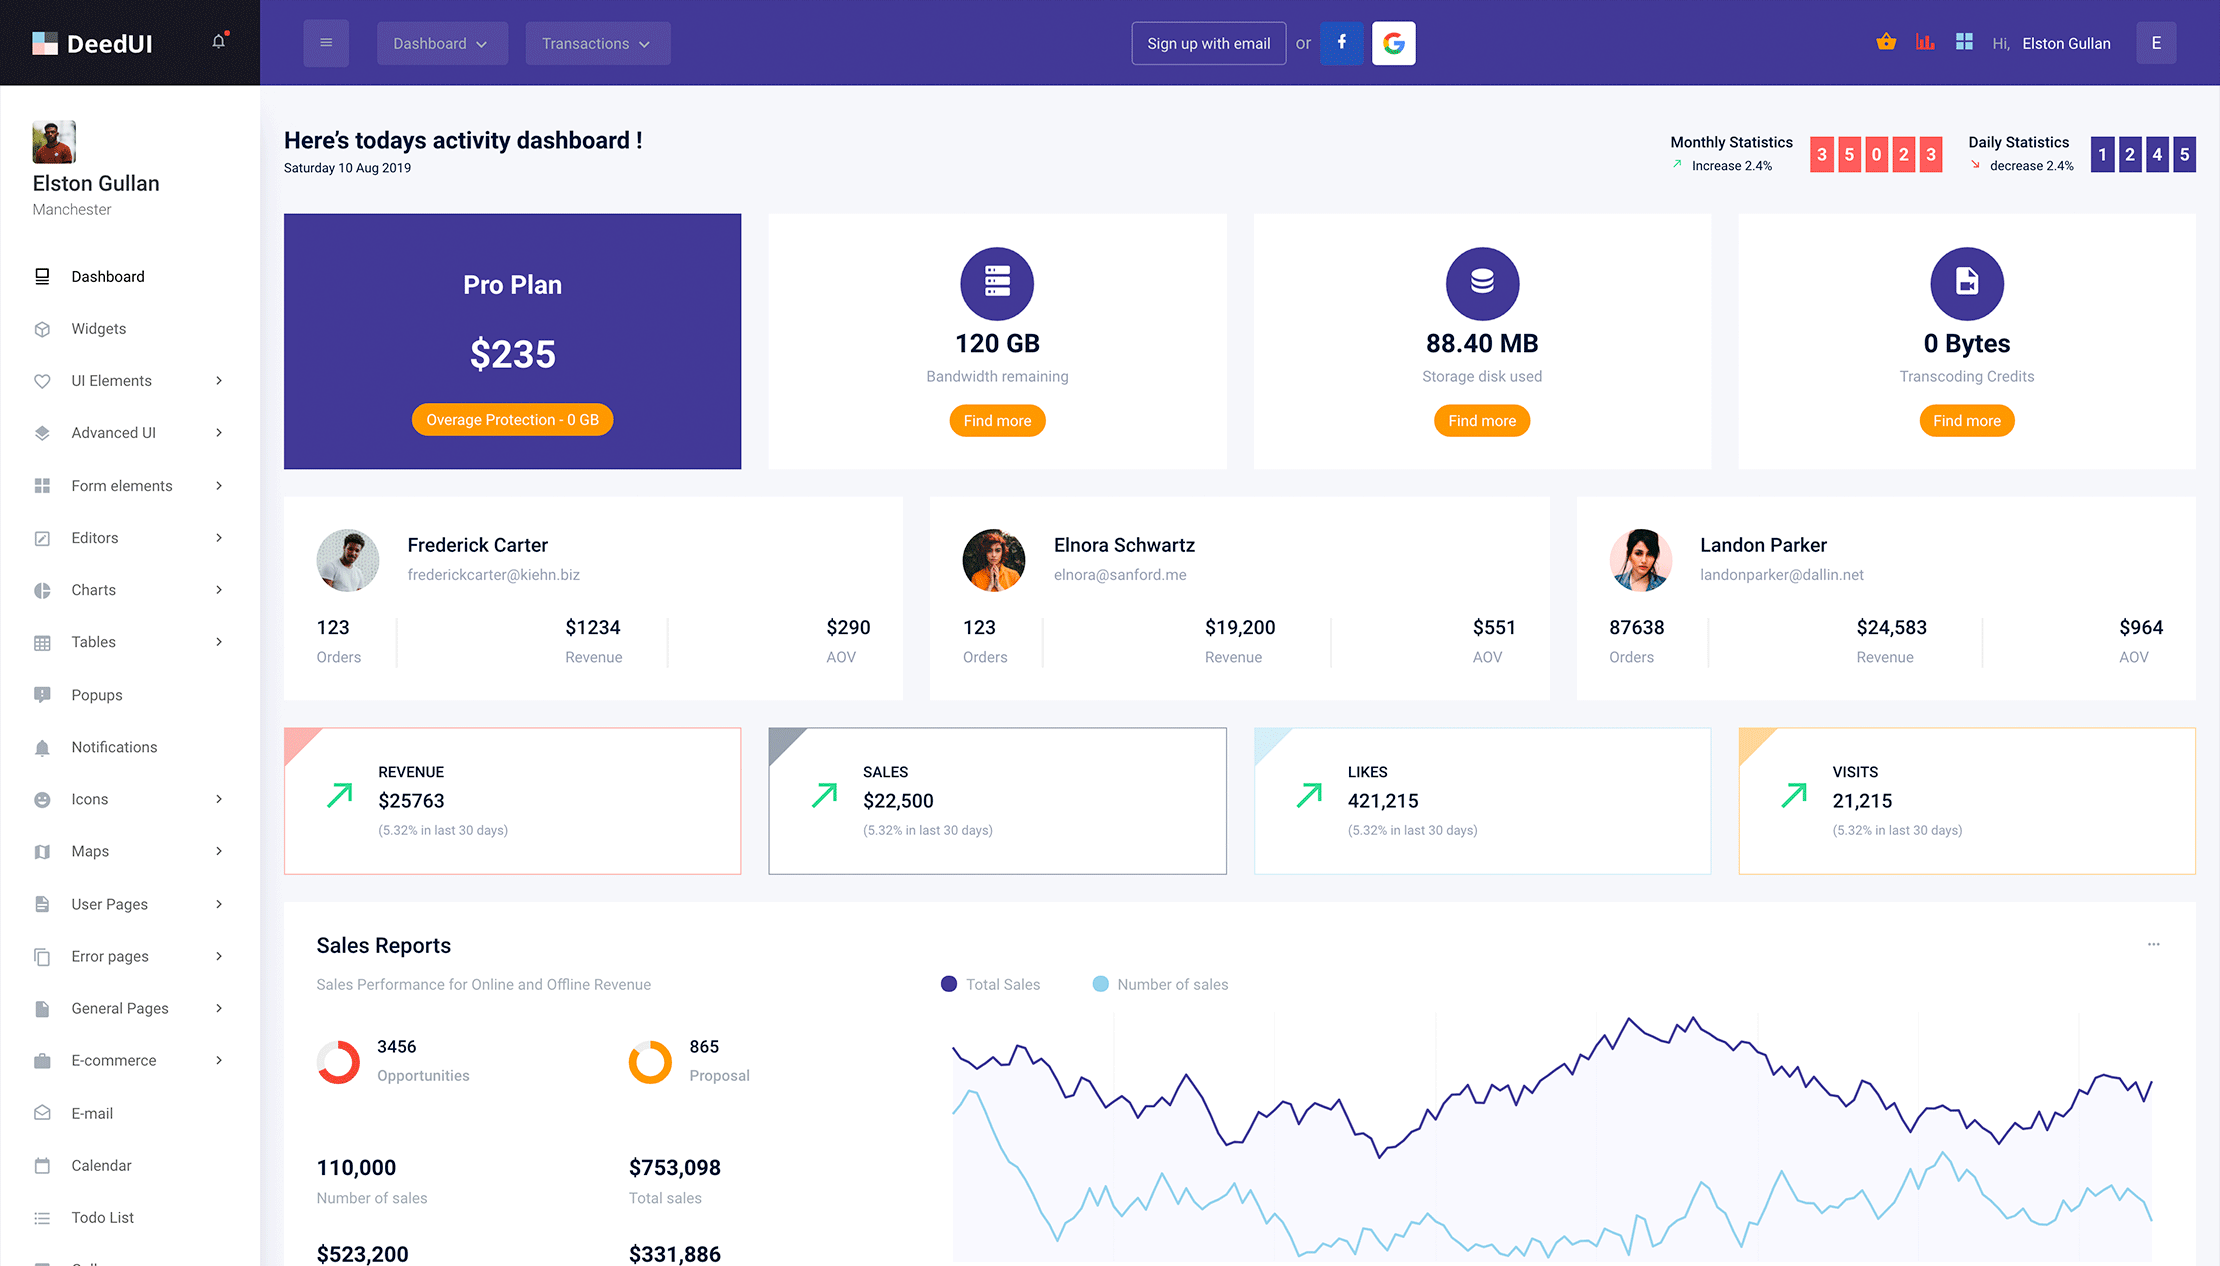 DeedUI
Dashboard
Transactions
Sign up with email
or
f
G
Hi, Elston Gullan
E
Elston Gullan
Manchester
Dashboard
Widgets
UI Elements
Advanced UI
Form elements
Editors
Charts
Tables
Popups
Notifications
Icons
Maps
User Pages
Error pages
General Pages
E-commerce
E-mail
Calendar
Todo List
Here's todays activity dashboard !
Saturday 10 Aug 2019
Monthly Statistics
Increase 2.4%
3 5 0 2 3
Daily Statistics
decrease 2.4%
1 2 4 5
Pro Plan
$235
Overage Protection - 0 GB
120 GB
Bandwidth remaining
Find more
88.40 MB
Storage disk used
Find more
0 Bytes
Transcoding Credits
Find more
Frederick Carter
frederickcarter@kiehn.biz
123
Orders
$1234
Revenue
$290
AOV
Elnora Schwartz
elnora@sanford.me
123
Orders
$19,200
Revenue
$551
AOV
Landon Parker
landonparker@dallin.net
87638
Orders
$24,583
Revenue
$964
AOV
REVENUE
$25763
(5.32% in last 30 days)
SALES
$22,500
(5.32% in last 30 days)
LIKES
421,215
(5.32% in last 30 days)
VISITS
21,215
(5.32% in last 30 days)
Sales Reports
Sales Performance for Online and Offline Revenue
3456
Opportunities
865
Proposal
110,000
Number of sales
$753,098
Total sales
$523,200
$331,886
Total Sales
Number of sales